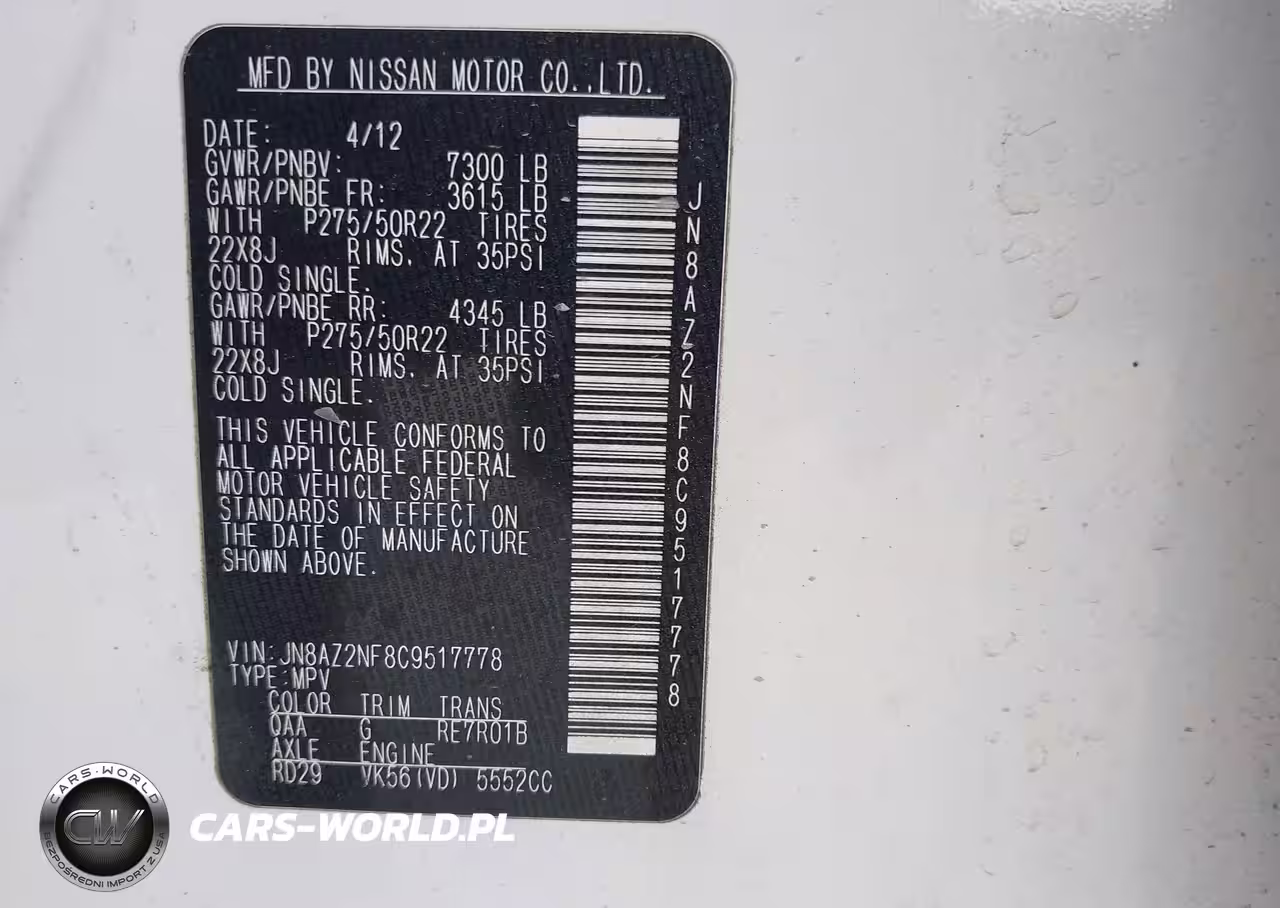 MFD BY NISSAN MOTOR CO.,LTD.
DATE: 4/12
GVWR/PNBV: 7300 LB
GAWR/PNBE FR: 3615 LB
WITH P275/50R22 TIRES
22X8J RIMS, AT 35PSI
COLD SINGLE.
GAWR/PNBE RR: 4345 LB
WITH P275/50R22 TIRES
22X8J RIMS, AT 35PSI
COLD SINGLE.
THIS VEHICLE CONFORMS TO
ALL APPLICABLE FEDERAL
MOTOR VEHICLE SAFETY
STANDARDS IN EFFECT ON
THE DATE OF MANUFACTURE
SHOWN ABOVE.
VIN:JN8AZ2NF8C9517778
TYPE:MPV
COLOR TRIM TRANS
QAA G RE7R01B
AXLE ENGINE
RD29 VK56(VD) 5552CC
JN8AZ2NF8C9517778
CARS-WORLD
CW
BEZPOŚREDNI IMPORT Z USA
CARS-WORLD.PL